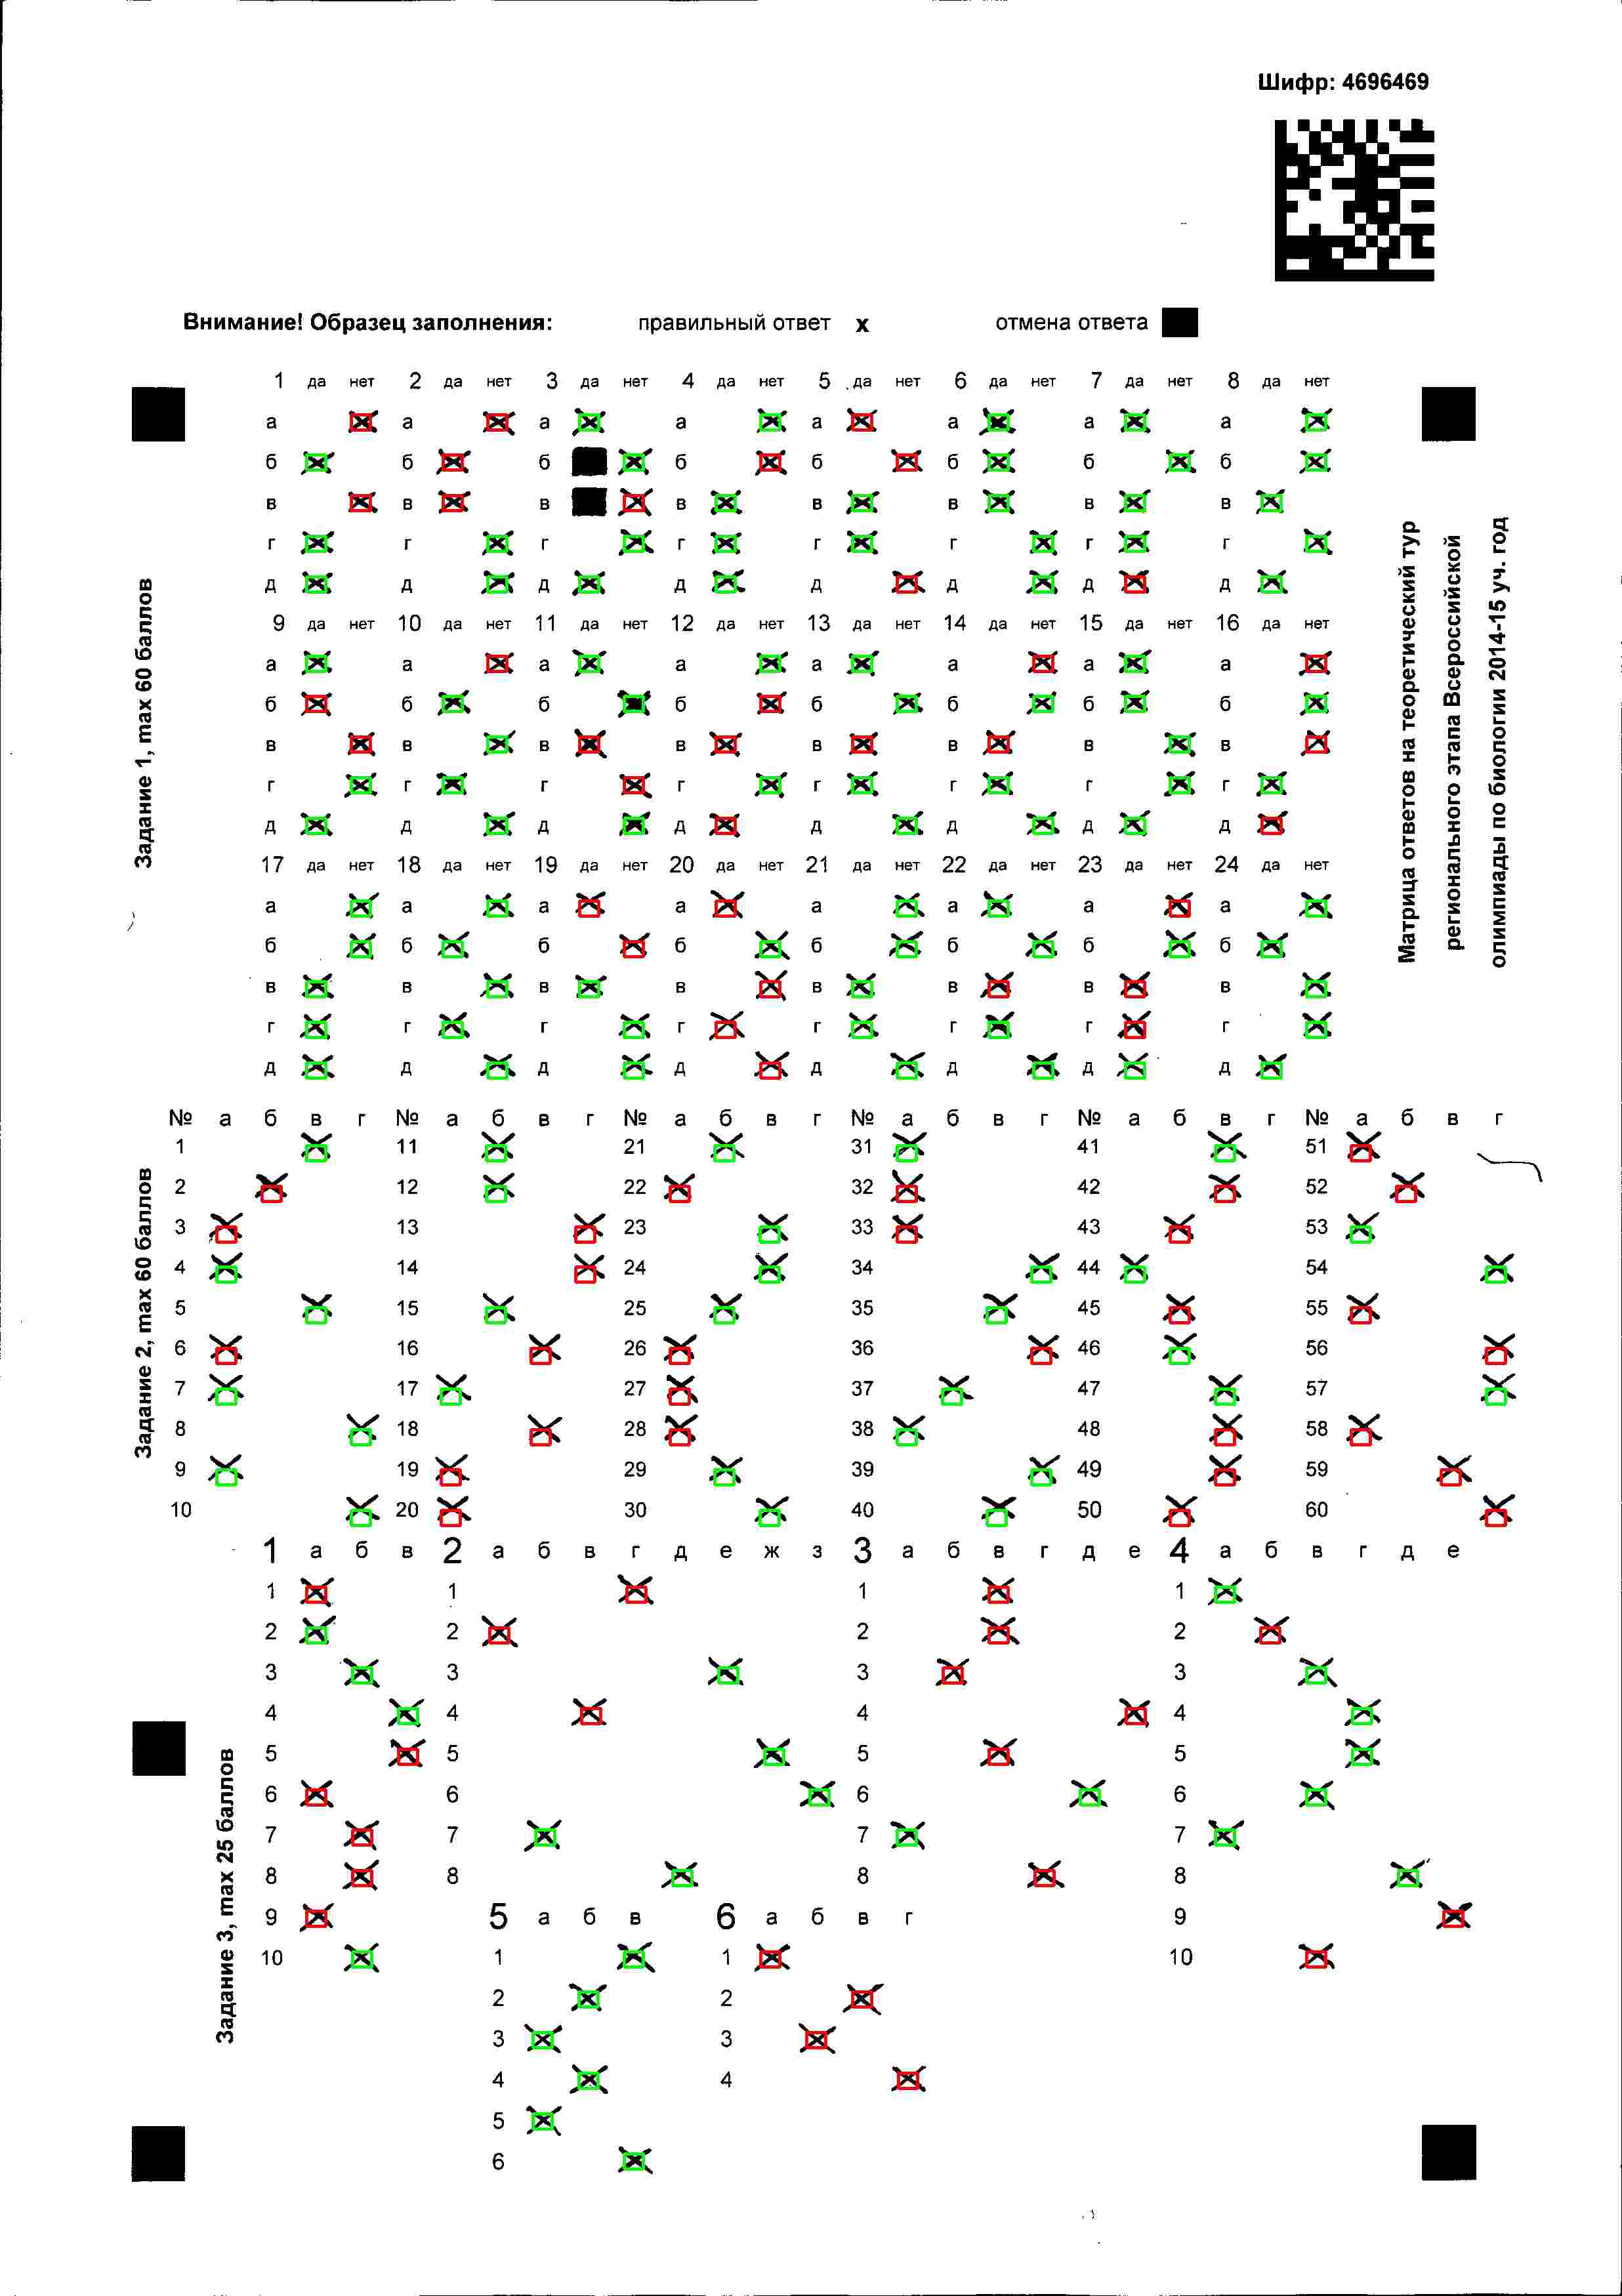 Шифр: 4696469
Внимание! Образец заполнения: правильный ответ x отмена ответа
1 да нет 2 да нет 3 да нет 4 да нет 5 да нет 6 да нет 7 да нет 8 да нет
а а а а а а а а
б б б б б б б б
в в в в в в в в
г г г г г г г г
д д д д д д д д
9 да нет 10 да нет 11 да нет 12 да нет 13 да нет 14 да нет 15 да нет 16 да нет
а а а а а а а а
б б б б б б б б
в в в в в в в в
г г г г г г г г
д д д д д д д д
17 да нет 18 да нет 19 да нет 20 да нет 21 да нет 22 да нет 23 да нет 24 да нет
а а а а а а а а
б б б б б б б б
в в в в в в в в
г г г г г г г г
д д д д д д д д
Задание 1, max 60 баллов
Матрица ответов на теоретический тур
регионального этапа Всероссийской
олимпиады по биологии 2014-15 уч. год
№ а б в г № а б в г № а б в г № а б в г № а б в г № а б в г
1 11 21 31 41 51
2 12 22 32 42 52
3 13 23 33 43 53
4 14 24 34 44 54
5 15 25 35 45 55
6 16 26 36 46 56
7 17 27 37 47 57
8 18 28 38 48 58
9 19 29 39 49 59
10 20 30 40 50 60
Задание 2, max 60 баллов
1 а б в 2 а б в г д е ж з 3 а б в г д е 4 а б в г д е
1 1 1 1
2 2 2 2
3 3 3 3
4 4 4 4
5 5 5 5
6 6 6 6
7 7 7 7
8 8 8 8
9 5 а б в 6 а б в г 9
10 1 1 10
2 2
3 3
4 4
5
6
Задание 3, max 25 баллов